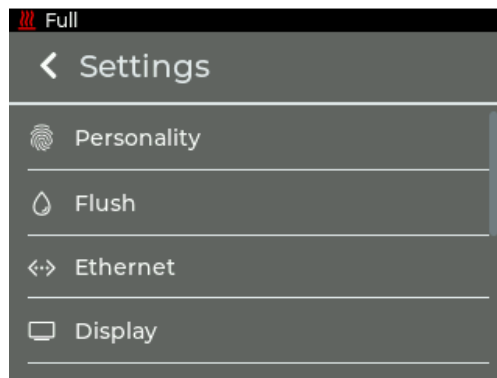 Full
Settings
Personality
Flush
Ethernet
Display